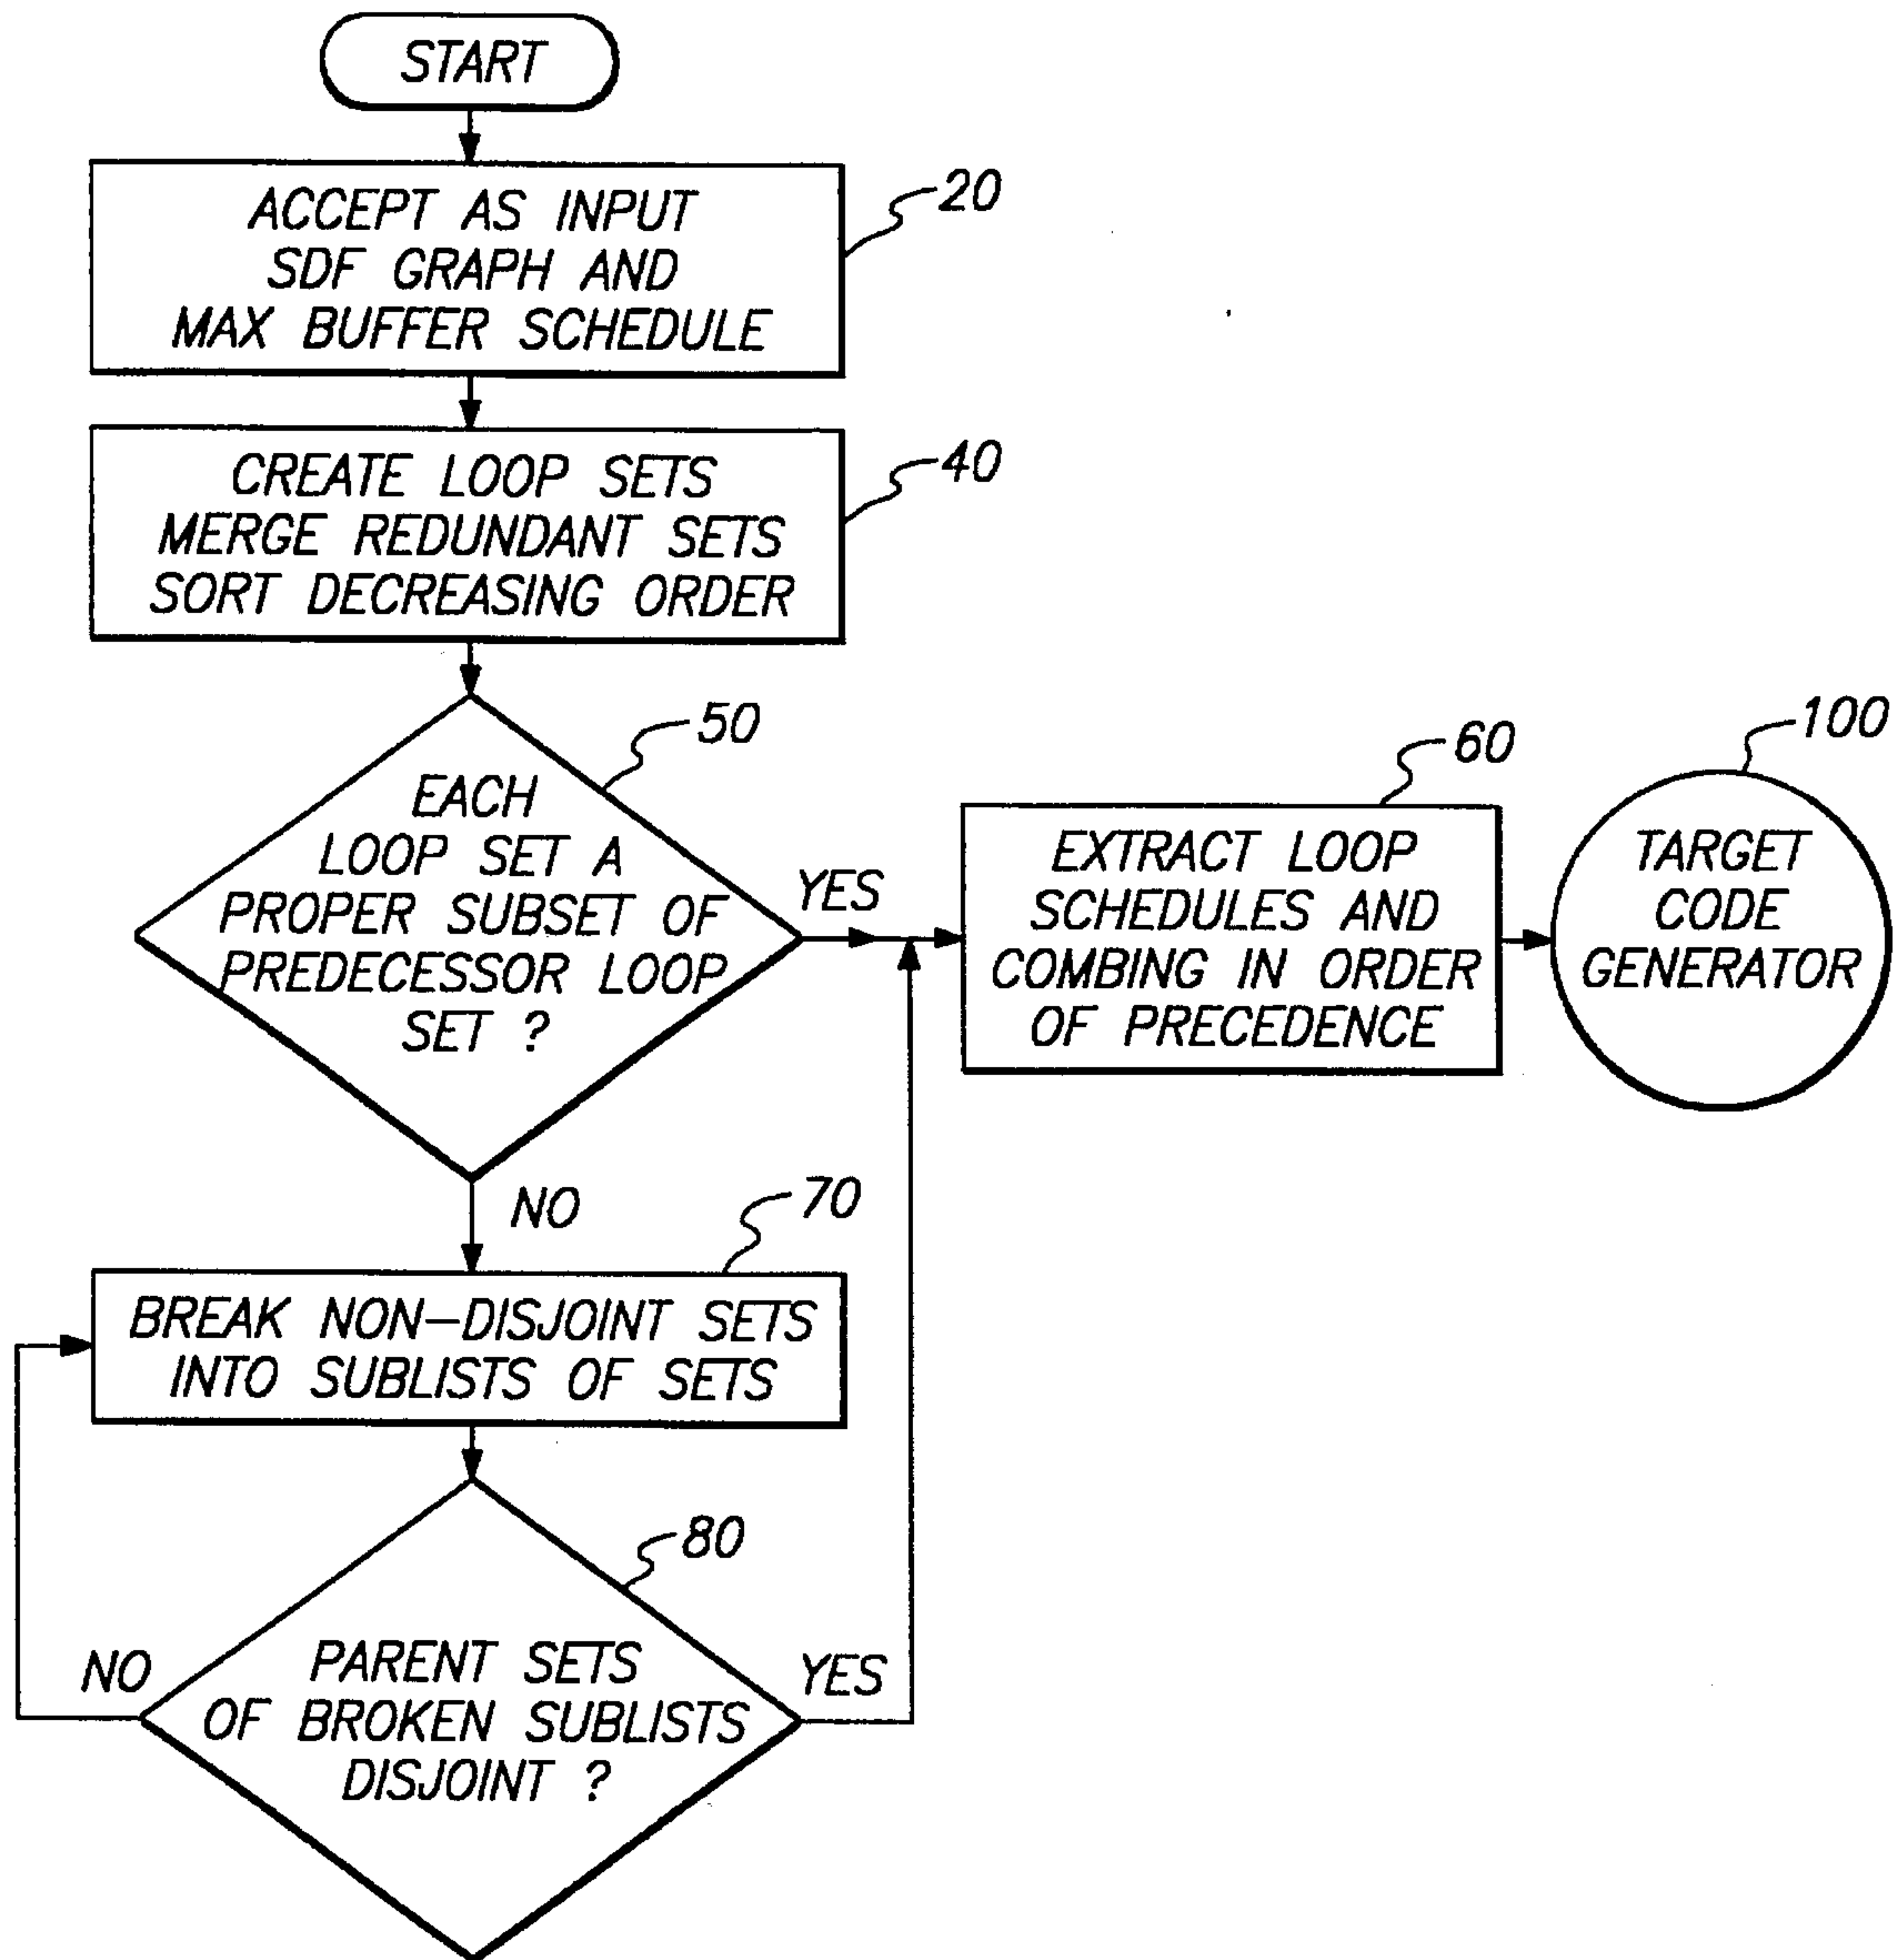 START
ACCEPT AS INPUT
SDF GRAPH AND
MAX BUFFER SCHEDULE
20
CREATE LOOP SETS
MERGE REDUNDANT SETS
SORT DECREASING ORDER
40
EACH
LOOP SET A
PROPER SUBSET OF
PREDECESSOR LOOP
SET ?
50
YES
EXTRACT LOOP
SCHEDULES AND
COMBING IN ORDER
OF PRECEDENCE
60
TARGET
CODE
GENERATOR
100
NO
BREAK NON-DISJOINT SETS
INTO SUBLISTS OF SETS
70
PARENT SETS
OF BROKEN SUBLISTS
DISJOINT ?
80
NO
YES